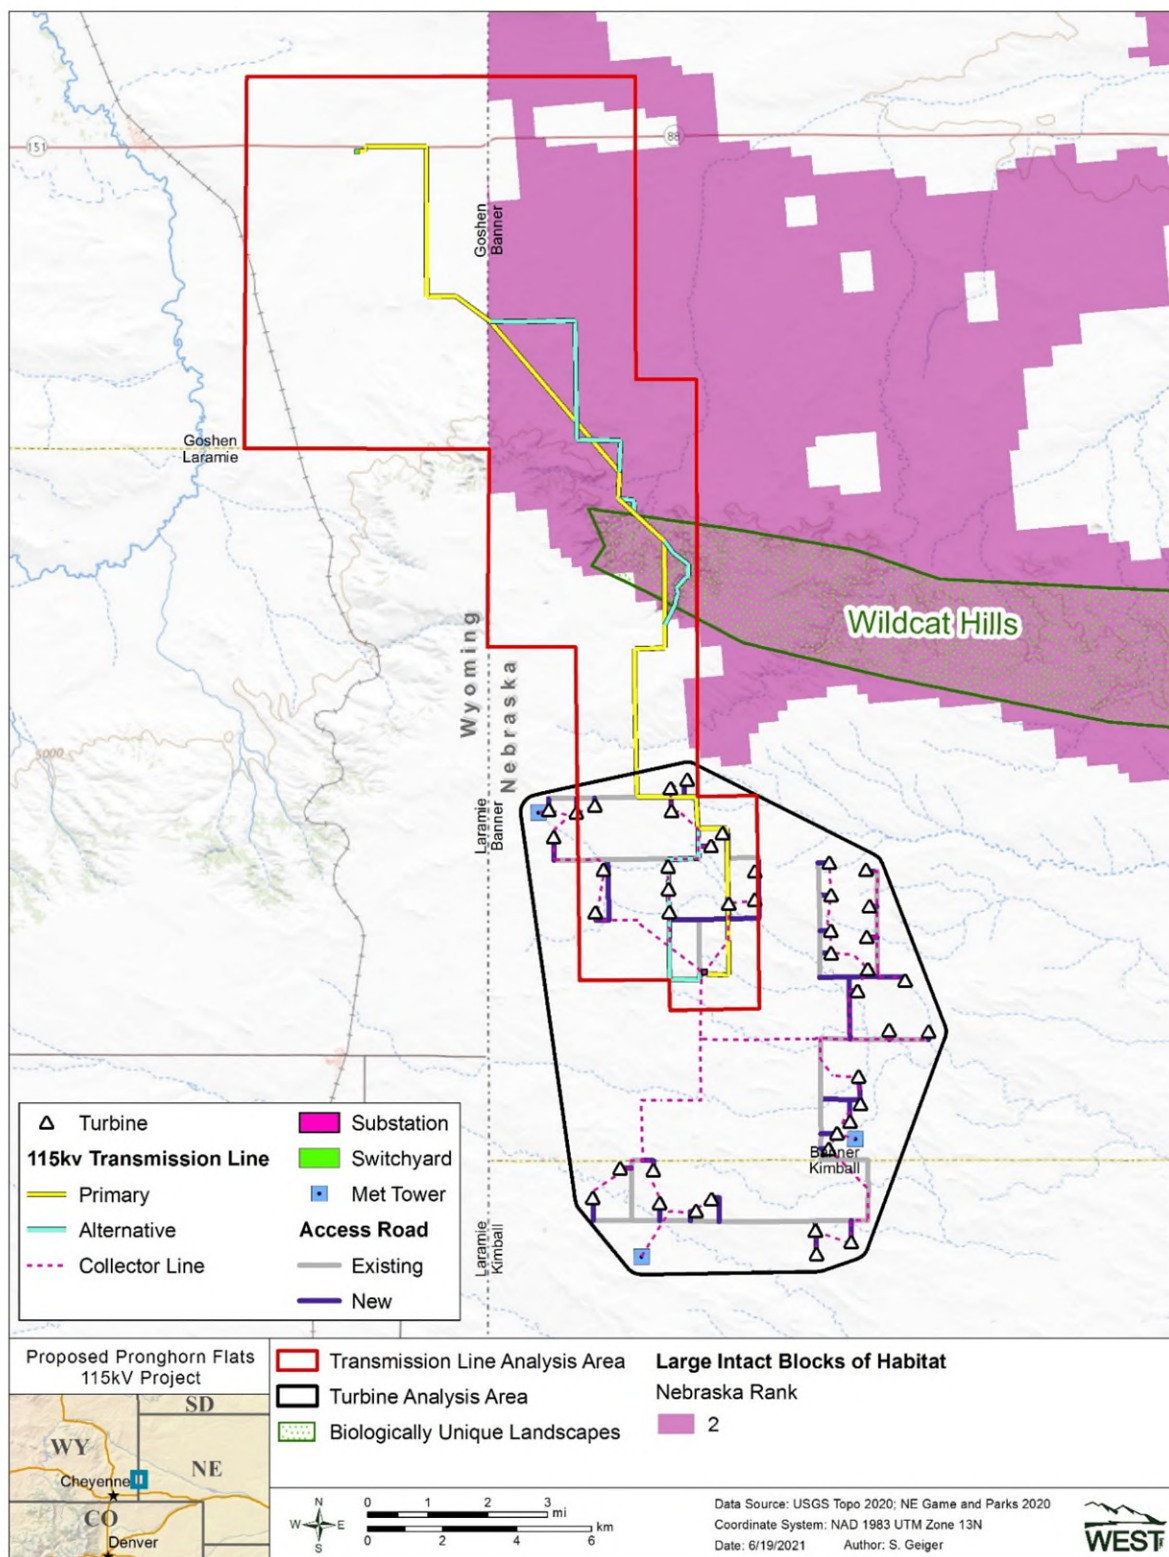 151
88
Goshen
Banner
Goshen
Laramie
Wildcat Hills
Wyoming
Nebraska
5000
Laramie
Banner
Banner
Kimball
Laramie
Kimball
Turbine
115kv Transmission Line
Primary
Alternative
Collector Line
Substation
Switchyard
Met Tower
Access Road
Existing
New
Proposed Pronghorn Flats
115kV Project
SD
WY
NE
Cheyenne
CO
Denver
Transmission Line Analysis Area
Turbine Analysis Area
Biologically Unique Landscapes
Large Intact Blocks of Habitat
Nebraska Rank
2
N
W E
S
0 1 2 3
mi
km
0 2 4 6
Data Source: USGS Topo 2020; NE Game and Parks 2020
Coordinate System: NAD 1983 UTM Zone 13N
Date: 6/19/2021 Author: S. Geiger
WEST